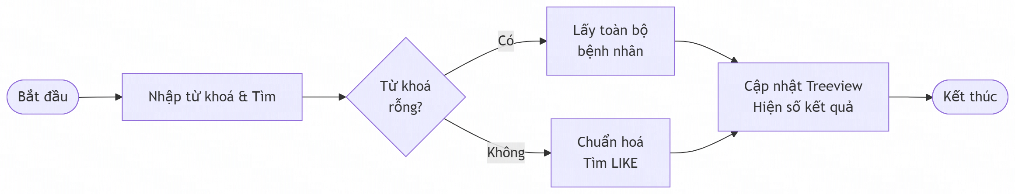 Bắt đầu
Nhập từ khoá & Tìm
Từ khoá
rỗng?
Có
Lấy toàn bộ
bệnh nhân
Không
Chuẩn hoá
Tìm LIKE
Cập nhật Treeview
Hiện số kết quả
Kết thúc